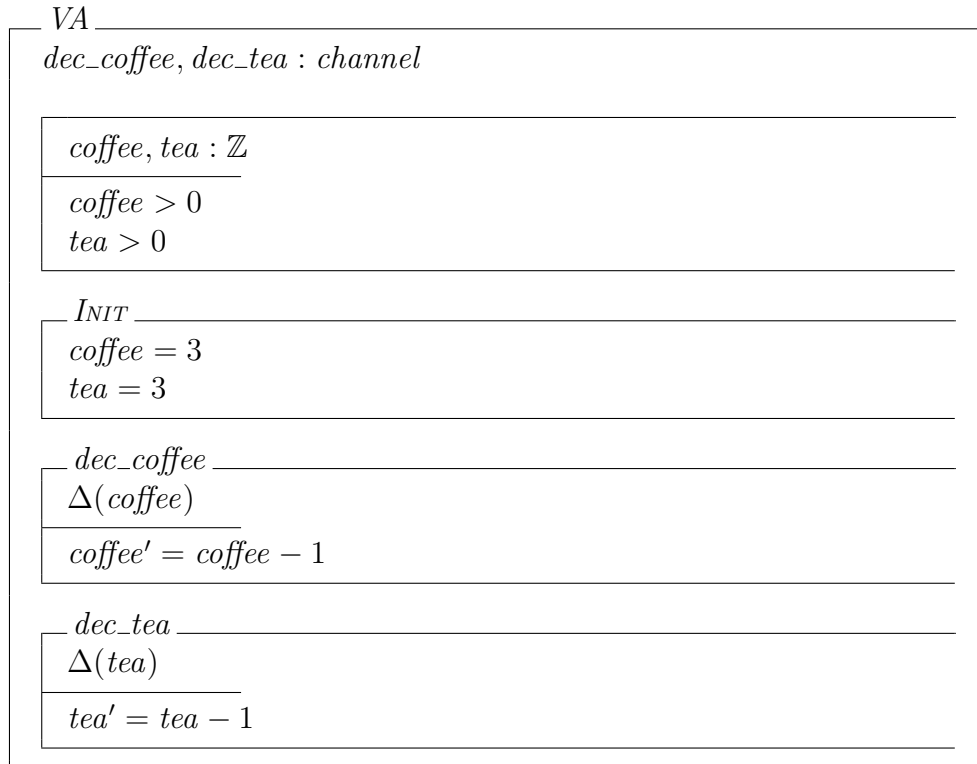 VA
dec_coffee, dec_tea : channel
coffee, tea : ℤ
coffee > 0
tea > 0
INIT
coffee = 3
tea = 3
dec_coffee
Δ(coffee)
coffee′ = coffee − 1
dec_tea
Δ(tea)
tea′ = tea − 1